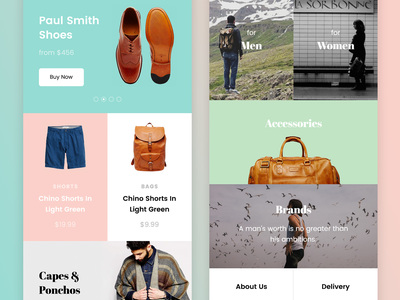 Paul Smith
Shoes
from $456
Buy Now
SHORTS
Chino Shorts In
Light Green
$12.99
BAGS
Chino Shorts In
Light Green
$9.99
Capes &
Ponchos
LA SORBONNE
for
Men
for
Women
Accessories
Brands
A man's worth is no greater than
his ambitions.
About Us
Delivery